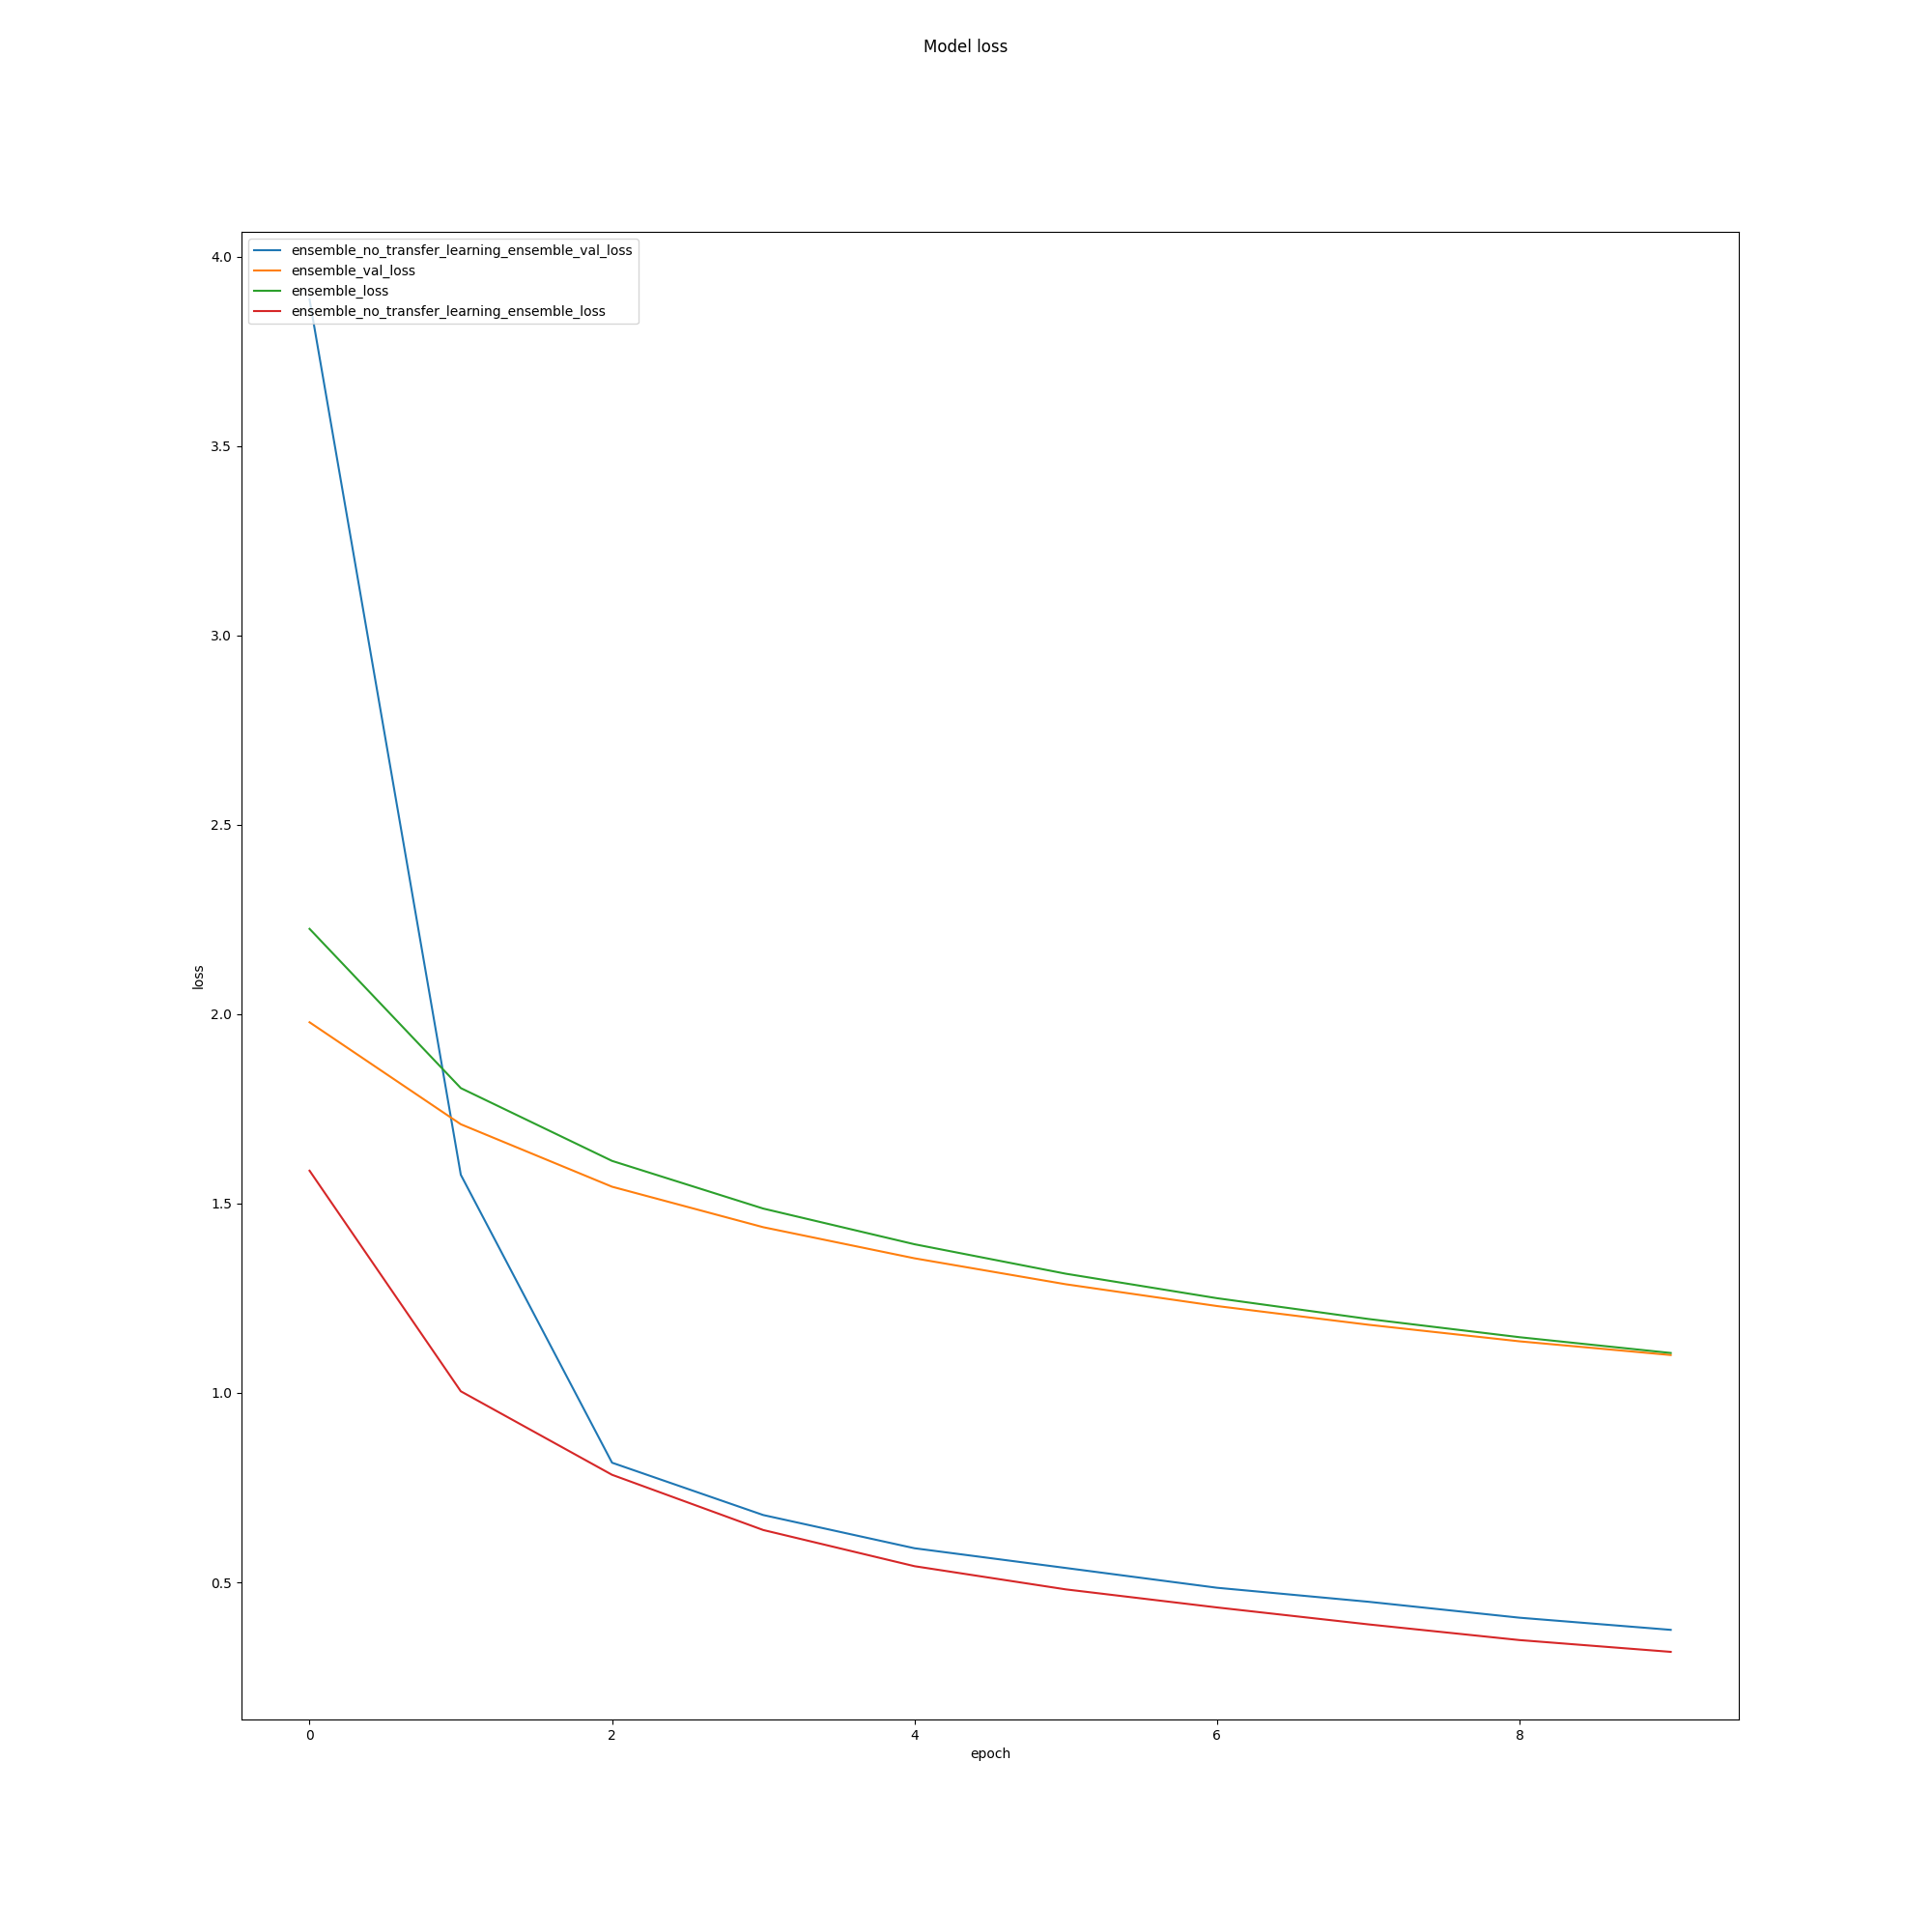 Model loss
ensemble_no_transfer_learning_ensemble_val_loss
ensemble_val_loss
ensemble_loss
ensemble_no_transfer_learning_ensemble_loss
4.0
3.5
3.0
2.5
2.0
1.5
1.0
0.5
loss
0 2 4 6 8
epoch